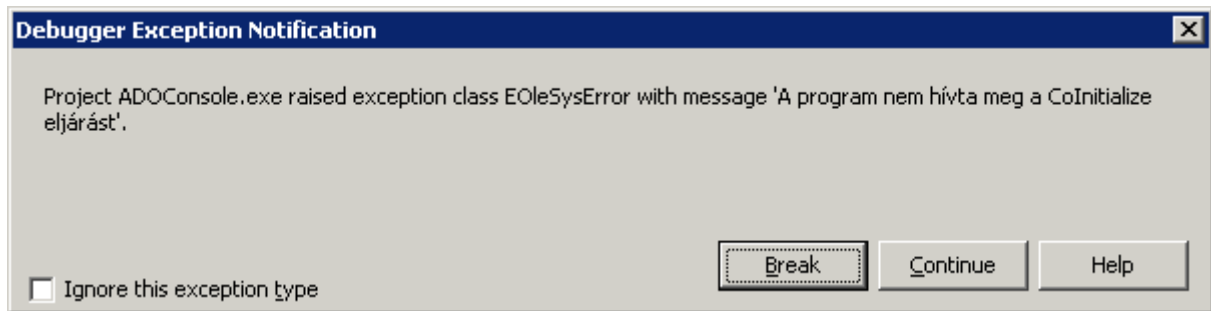 Debugger Exception Notification
Project ADOConsole.exe raised exception class EOleSysError with message 'A program nem hívta meg a CoInitialize
eljárást'.
Break
Continue
Help
Ignore this exception type